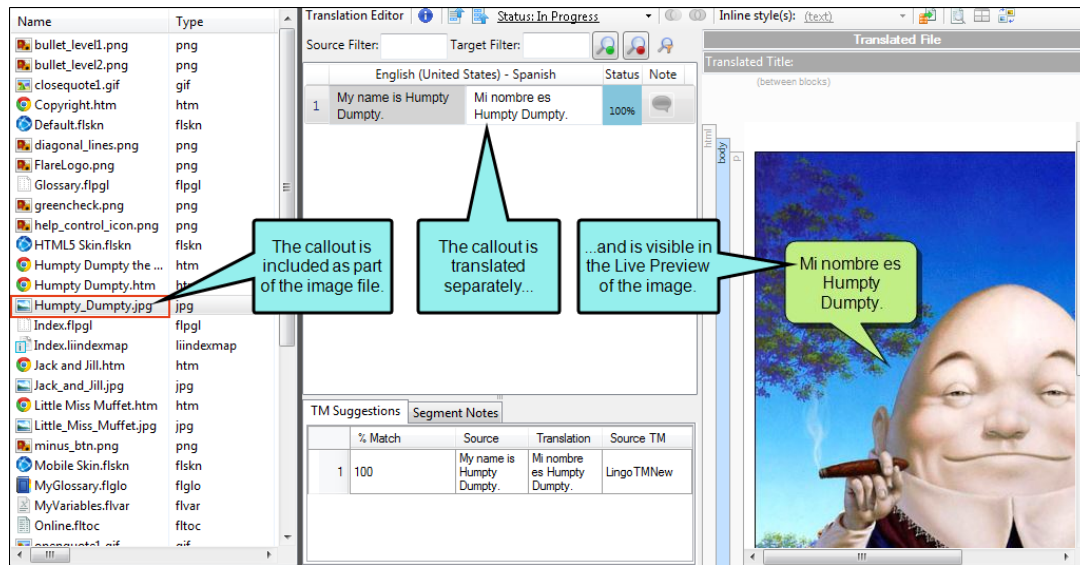 Name Type
bullet_level1.png png
bullet_level2.png png
closequote1.gif gif
Copyright.htm htm
Default.flskn flskn
diagonal_lines.png png
FlareLogo.png png
Glossary.flpgl flpgl
greencheck.png png
help_control_icon.png png
HTML5 Skin.flskn flskn
Humpty Dumpty the ... htm
Humpty Dumpty.htm
Humpty_Dumpty.jpg jpg
Index.flpgl flpgl
Index.liindexmap liindexmap
Jack and Jill.htm htm
Jack_and_Jill.jpg jpg
Little Miss Muffet.htm htm
Little_Miss_Muffet.jpg jpg
minus_btn.png png
Mobile Skin.flskn flskn
MyGlossary.flglo flglo
MyVariables.flvar flvar
Online.fltoc fltoc
The callout is
included as part
of the image file.
Translation Editor Status: In Progress
Source Filter: Target Filter:
English (United States) - Spanish Status Note
1 My name is Humpty Dumpty. Mi nombre es Humpty Dumpty. 100%
The callout is
translated
separately...
...and is visible in
the Live Preview
of the image.
TM Suggestions Segment Notes
% Match Source Translation Source TM
1 100 My name is Humpty Dumpty. Mi nombre es Humpty Dumpty. LingoTMNew
Inline style(s): (text)
Translated File
Translated Title:
(between blocks)
html
body
p
Mi nombre es
Humpty
Dumpty.